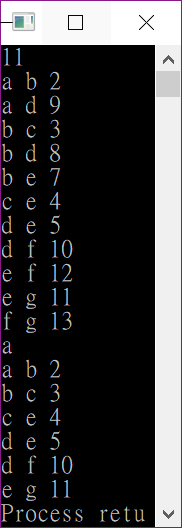 11
a b 2
a d 9
b c 3
b d 8
b e 7
c e 4
d e 5
d f 10
e f 12
e g 11
f g 13
a
a b 2
b c 3
c e 4
d e 5
d f 10
e g 11
Process retu